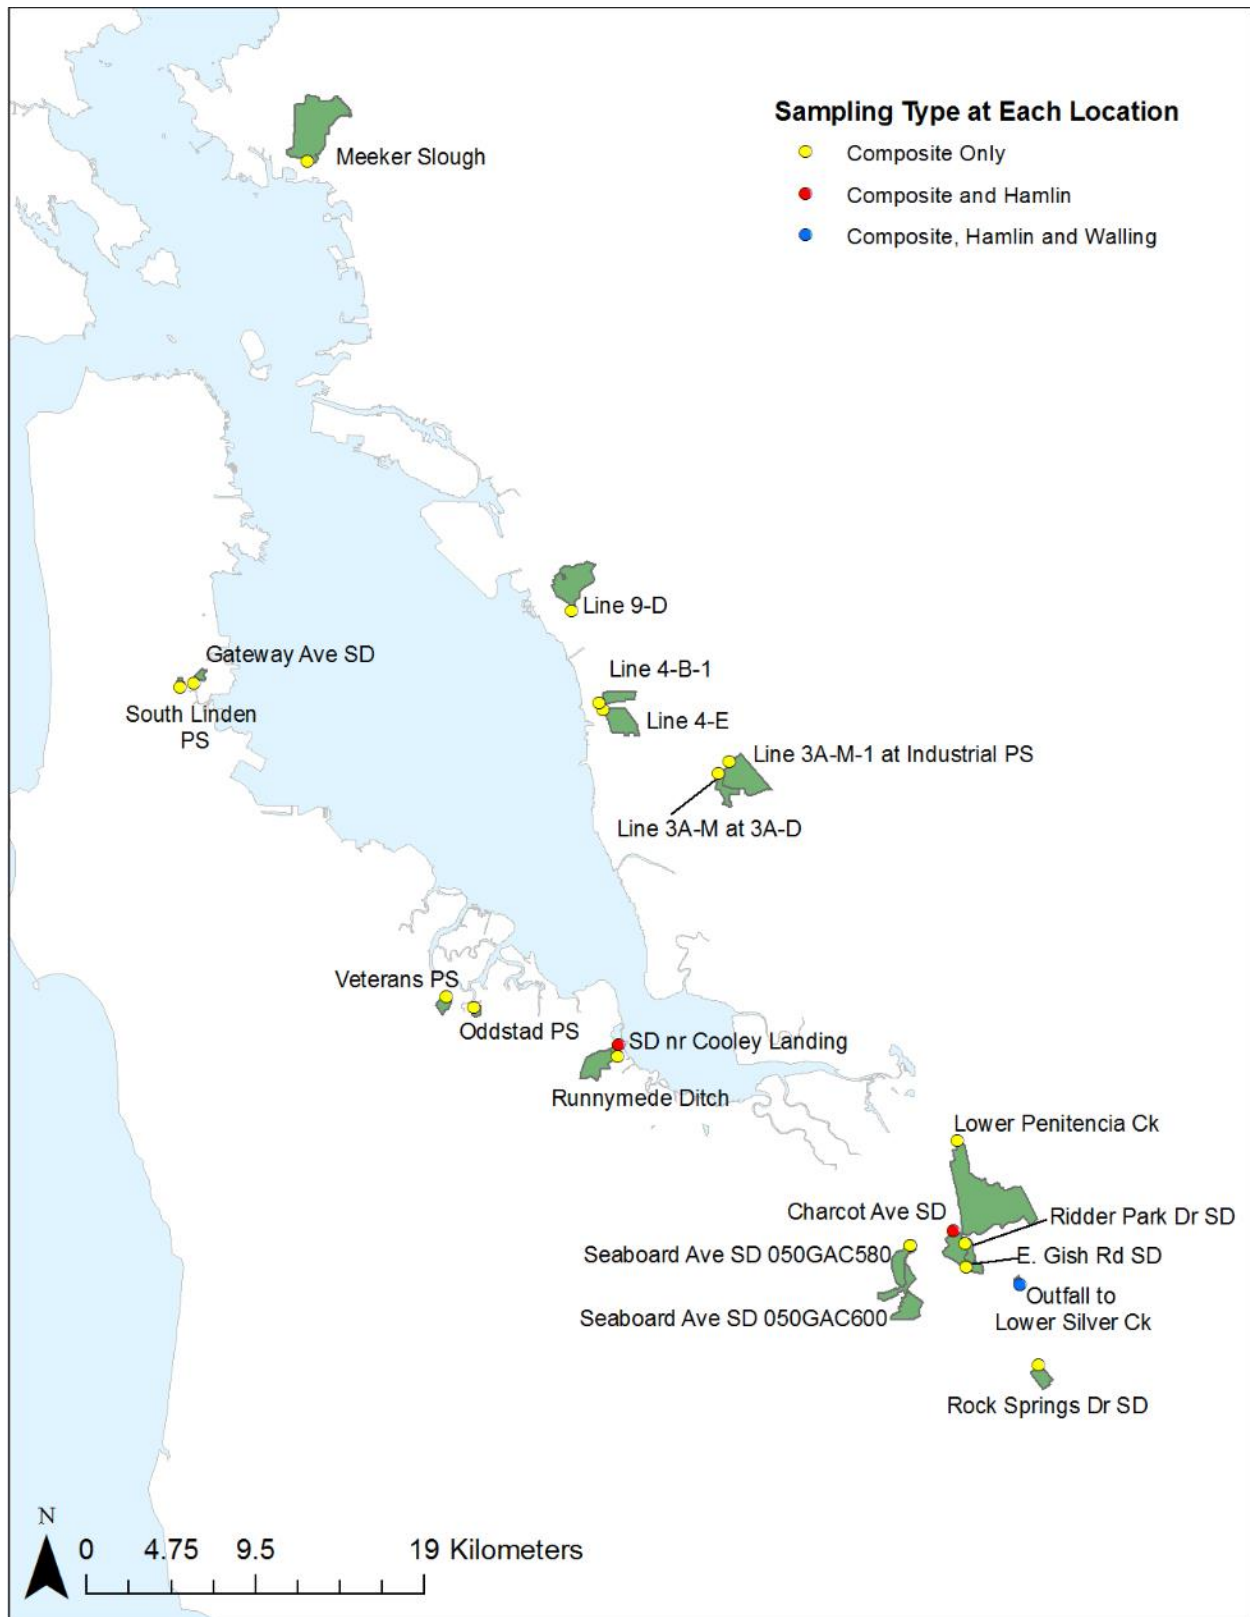 Sampling Type at Each Location
Composite Only
Composite and Hamlin
Composite, Hamlin and Walling
Meeker Slough
Line 9-D
Gateway Ave SD
South Linden
PS
Line 4-B-1
Line 4-E
Line 3A-M-1 at Industrial PS
Line 3A-M at 3A-D
Veterans PS
Oddstad PS
SD nr Cooley Landing
Runnymede Ditch
Lower Penitencia Ck
Charcot Ave SD
Ridder Park Dr SD
Seaboard Ave SD 050GAC580
E. Gish Rd SD
Outfall to
Lower Silver Ck
Seaboard Ave SD 050GAC600
Rock Springs Dr SD
N
0 4.75 9.5 19 Kilometers